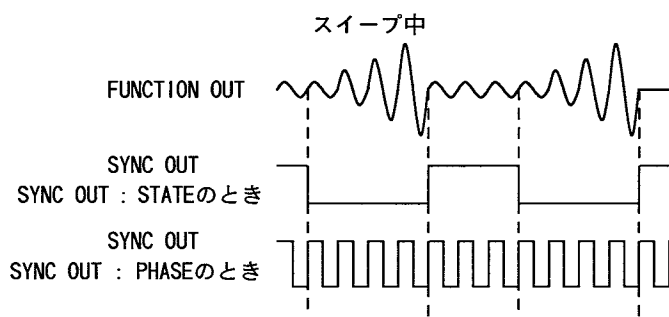 スイープ中
FUNCTION OUT
SYNC OUT
SYNC OUT : STATEのとき
SYNC OUT
SYNC OUT : PHASEのとき